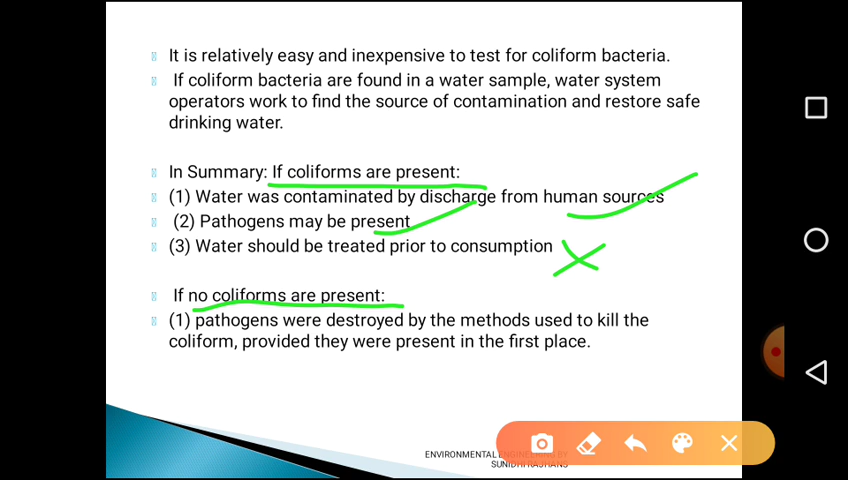 It is relatively easy and inexpensive to test for coliform bacteria.
If coliform bacteria are found in a water sample, water system
operators work to find the source of contamination and restore safe
drinking water.
In Summary: If coliforms are present:
(1) Water was contaminated by discharge from human sources
(2) Pathogens may be present
(3) Water should be treated prior to consumption
If no coliforms are present:
(1) pathogens were destroyed by the methods used to kill the
coliform, provided they were present in the first place.
ENVIRONMENTAL ENGINEERING BY
SUNIDHI RAJHANS